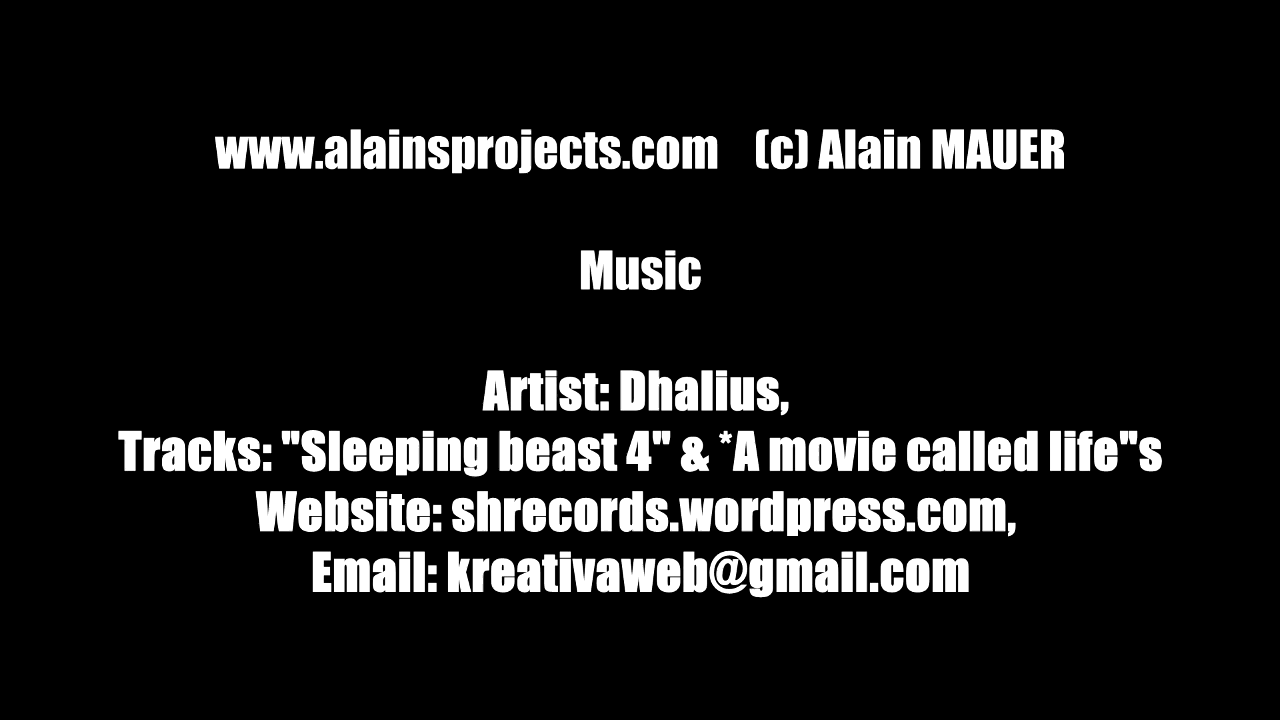 www.alainsprojects.com (c) Alain MAUER
Music
Artist: Dhalius,
Tracks: "Sleeping beast 4" & *A movie called life"s
Website: shrecords.wordpress.com,
Email: kreativaweb@gmail.com